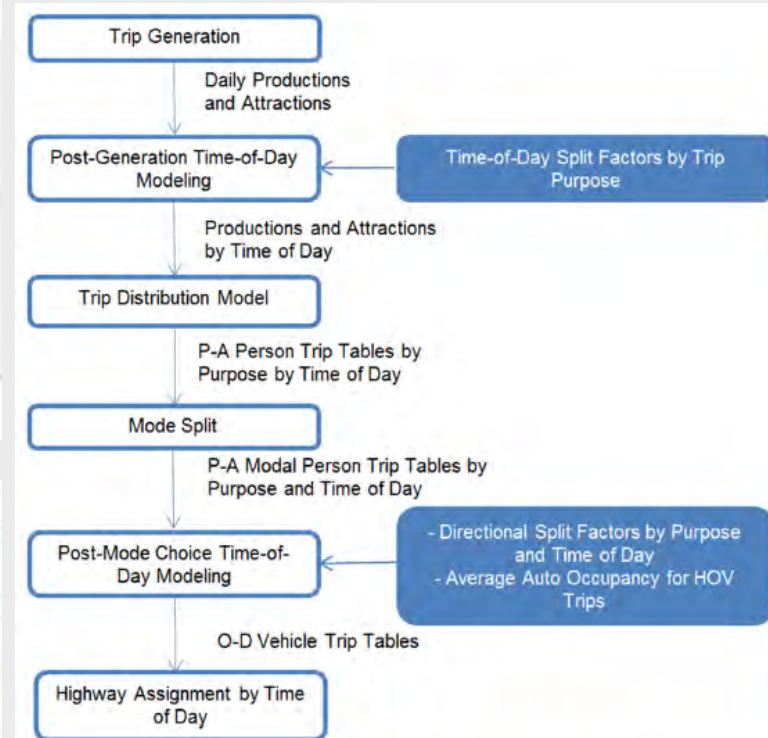 Trip Generation
Daily Productions
and Attractions
Post-Generation Time-of-Day
Modeling
Time-of-Day Split Factors by Trip
Purpose
Productions and Attractions
by Time of Day
Trip Distribution Model
P-A Person Trip Tables by
Purpose by Time of Day
Mode Split
P-A Modal Person Trip Tables by
Purpose and Time of Day
Post-Mode Choice Time-of-
Day Modeling
- Directional Split Factors by Purpose
and Time of Day
- Average Auto Occupancy for HOV
Trips
O-D Vehicle Trip Tables
Highway Assignment by Time
of Day